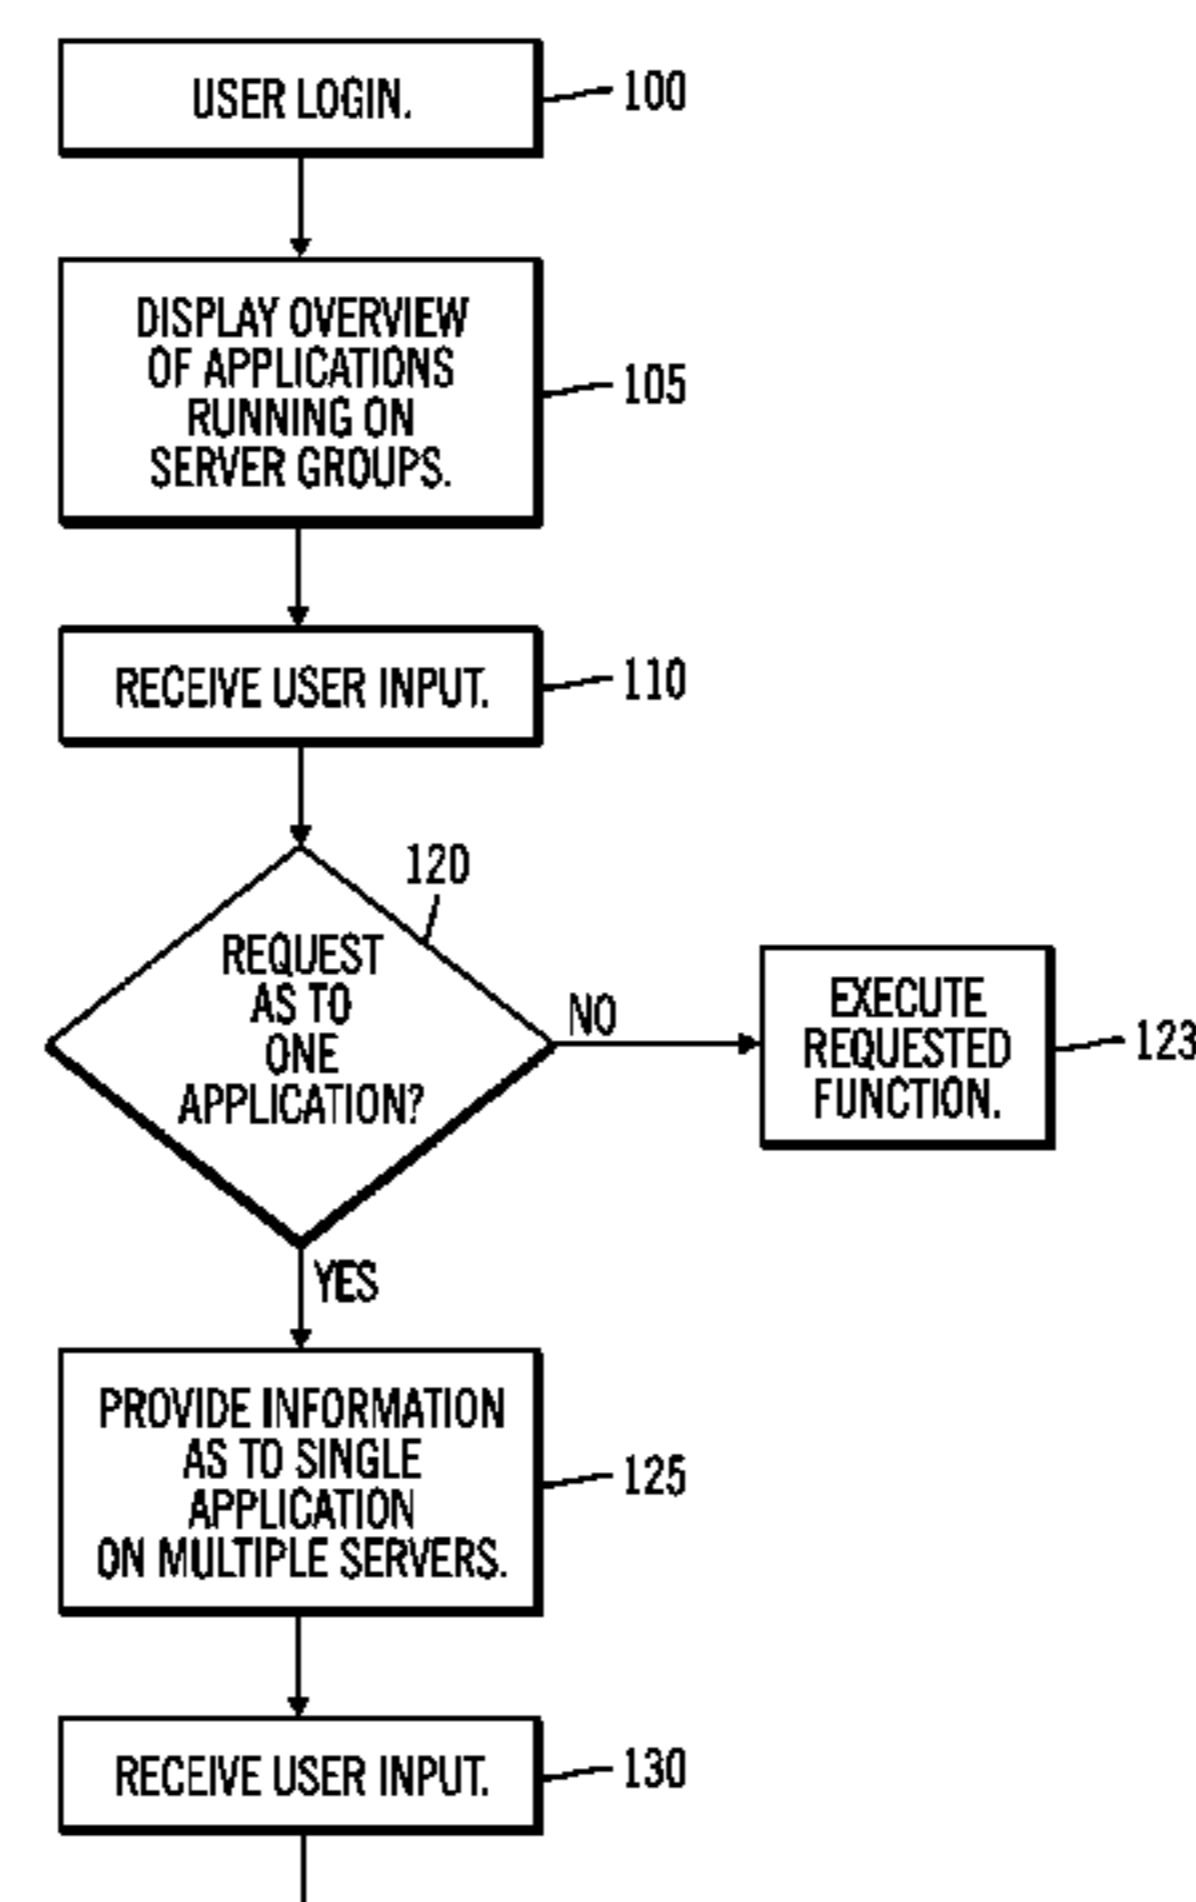 USER LOGIN.
100
DISPLAY OVERVIEW
OF APPLICATIONS
RUNNING ON
SERVER GROUPS.
105
RECEIVE USER INPUT.
110
120
REQUEST
AS TO
ONE
APPLICATION?
NO
EXECUTE
REQUESTED
FUNCTION.
123
YES
PROVIDE INFORMATION
AS TO SINGLE
APPLICATION
ON MULTIPLE SERVERS.
125
RECEIVE USER INPUT.
130